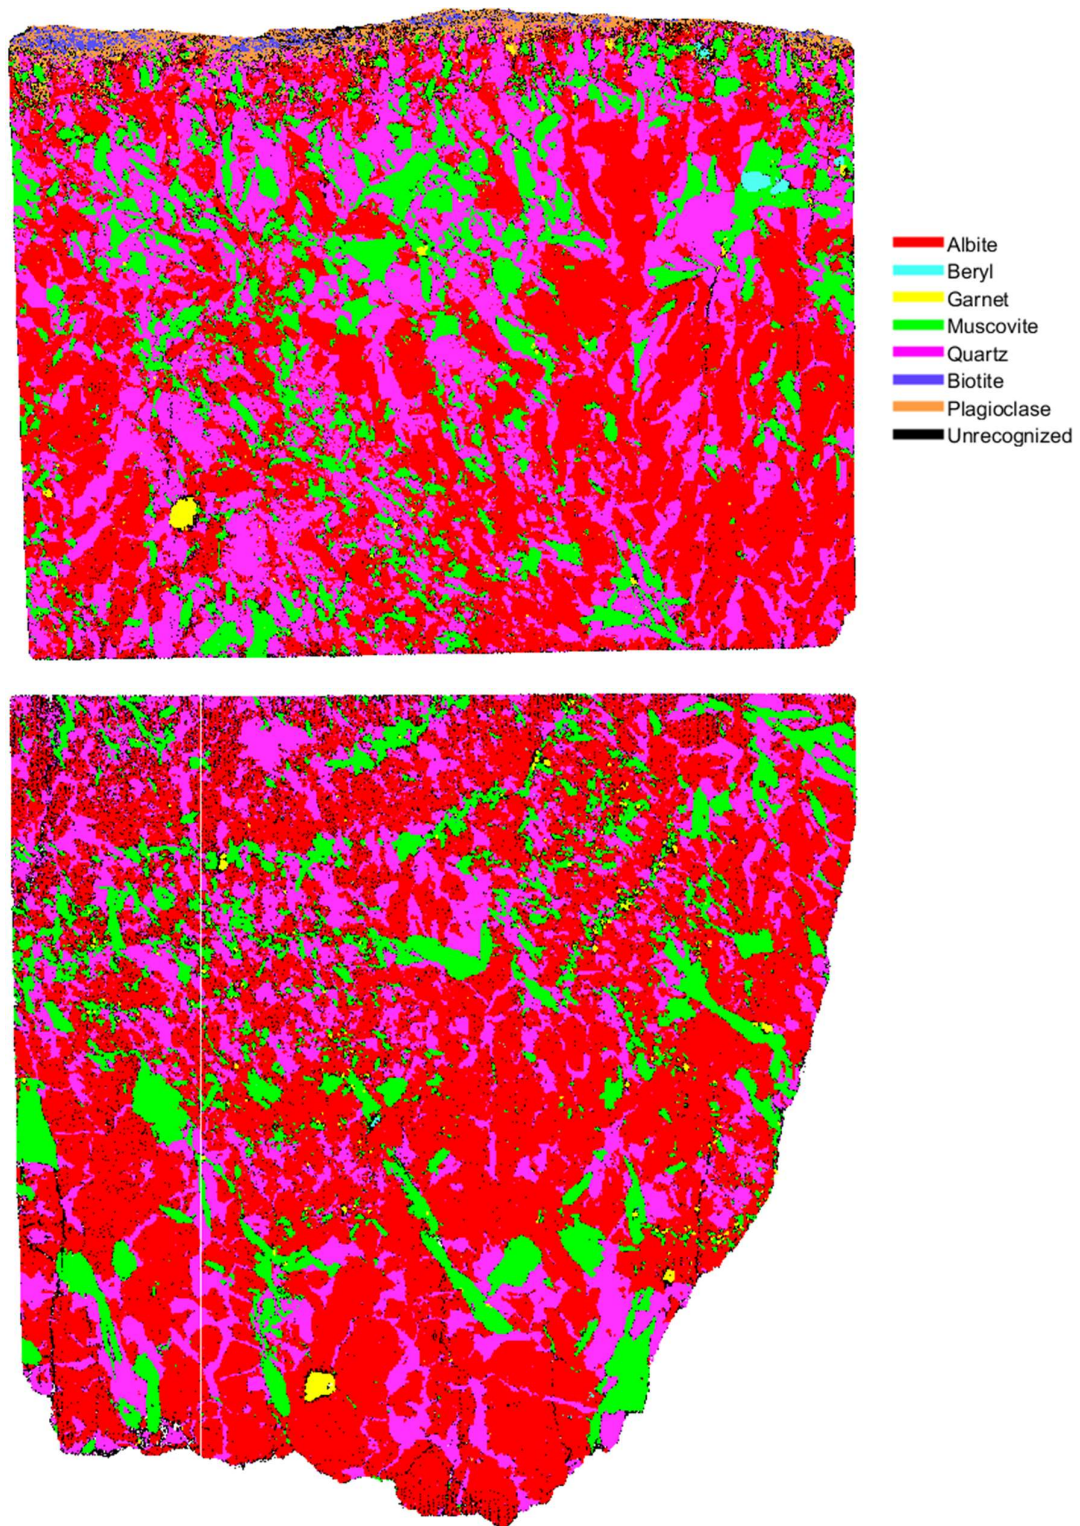 Albite
Beryl
Garnet
Muscovite
Quartz
Biotite
Plagioclase
Unrecognized